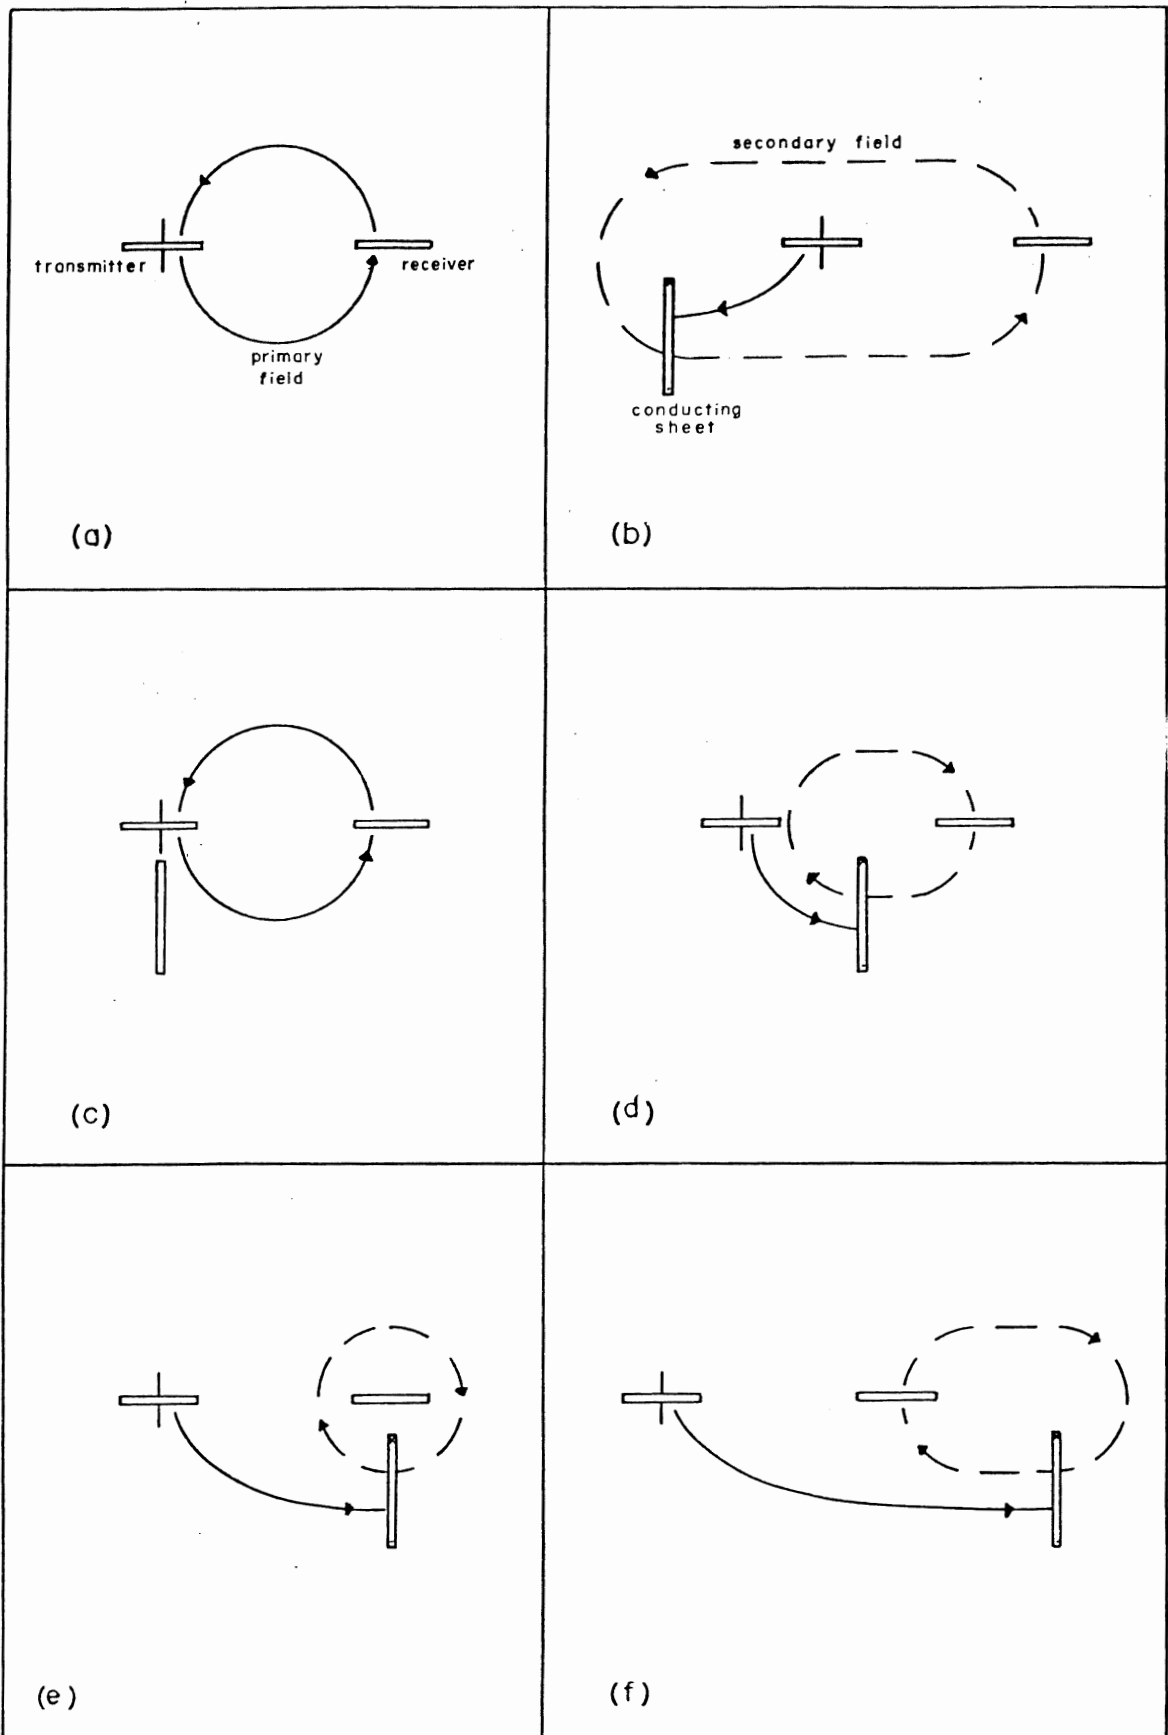 transmitter
receiver
primary
field
(a)
secondary field
conducting
sheet
(b)
(c)
(d)
(e)
(f)